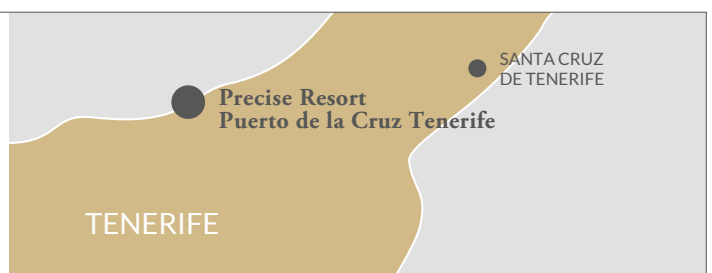 SANTA CRUZ
DE TENERIFE
Precise Resort
Puerto de la Cruz Tenerife
TENERIFE